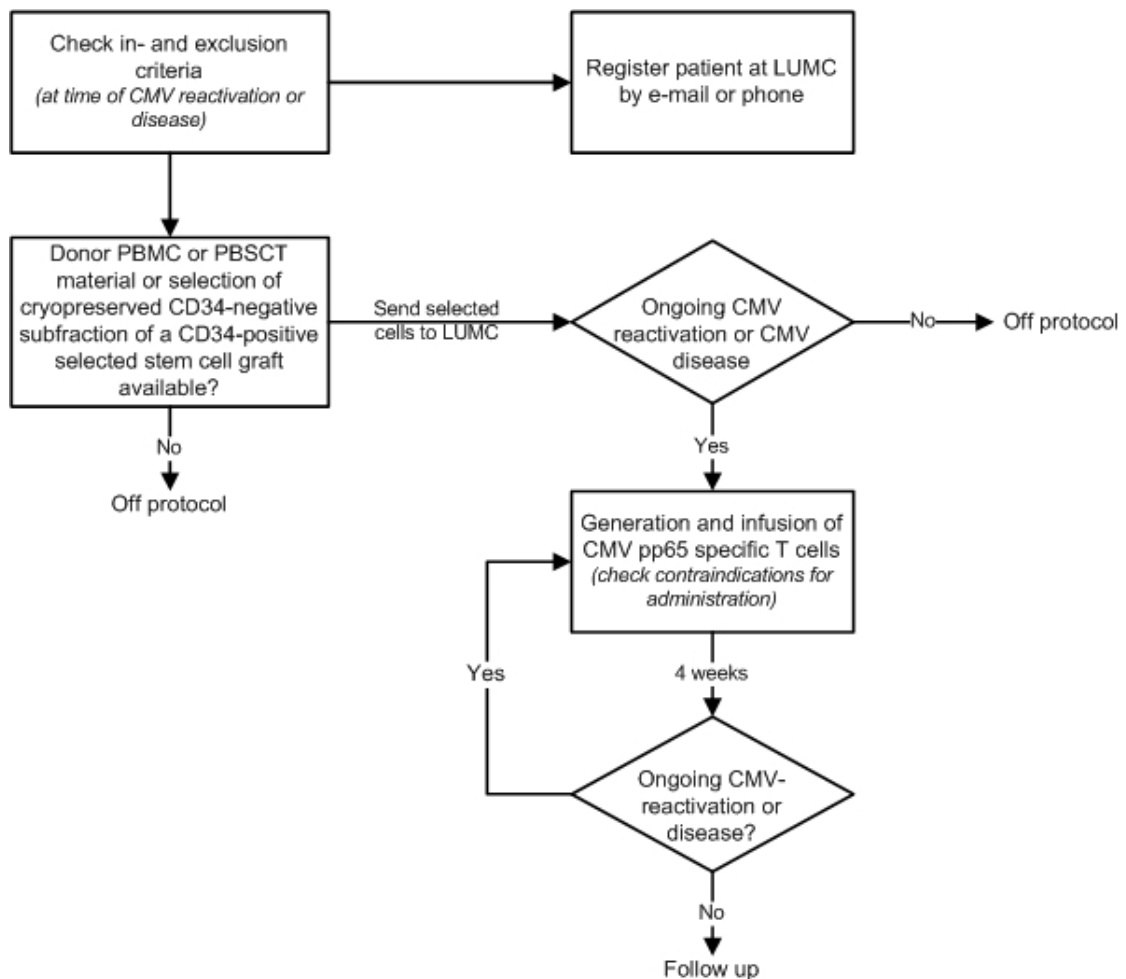 Check in- and exclusion
criteria
(at time of CMV reactivation or
disease)
Register patient at LUMC
by e-mail or phone
Donor PBMC or PBSCT
material or selection of
cryopreserved CD34-negative
subfraction of a CD34-positive
selected stem cell graft
available?
Send selected
cells to LUMC
Ongoing CMV
reactivation or CMV
disease
No
Off protocol
No
Off protocol
Yes
Generation and infusion of
CMV pp65 specific T cells
(check contraindications for
administration)
Yes
4 weeks
Ongoing CMV-
reactivation or
disease?
No
Follow up